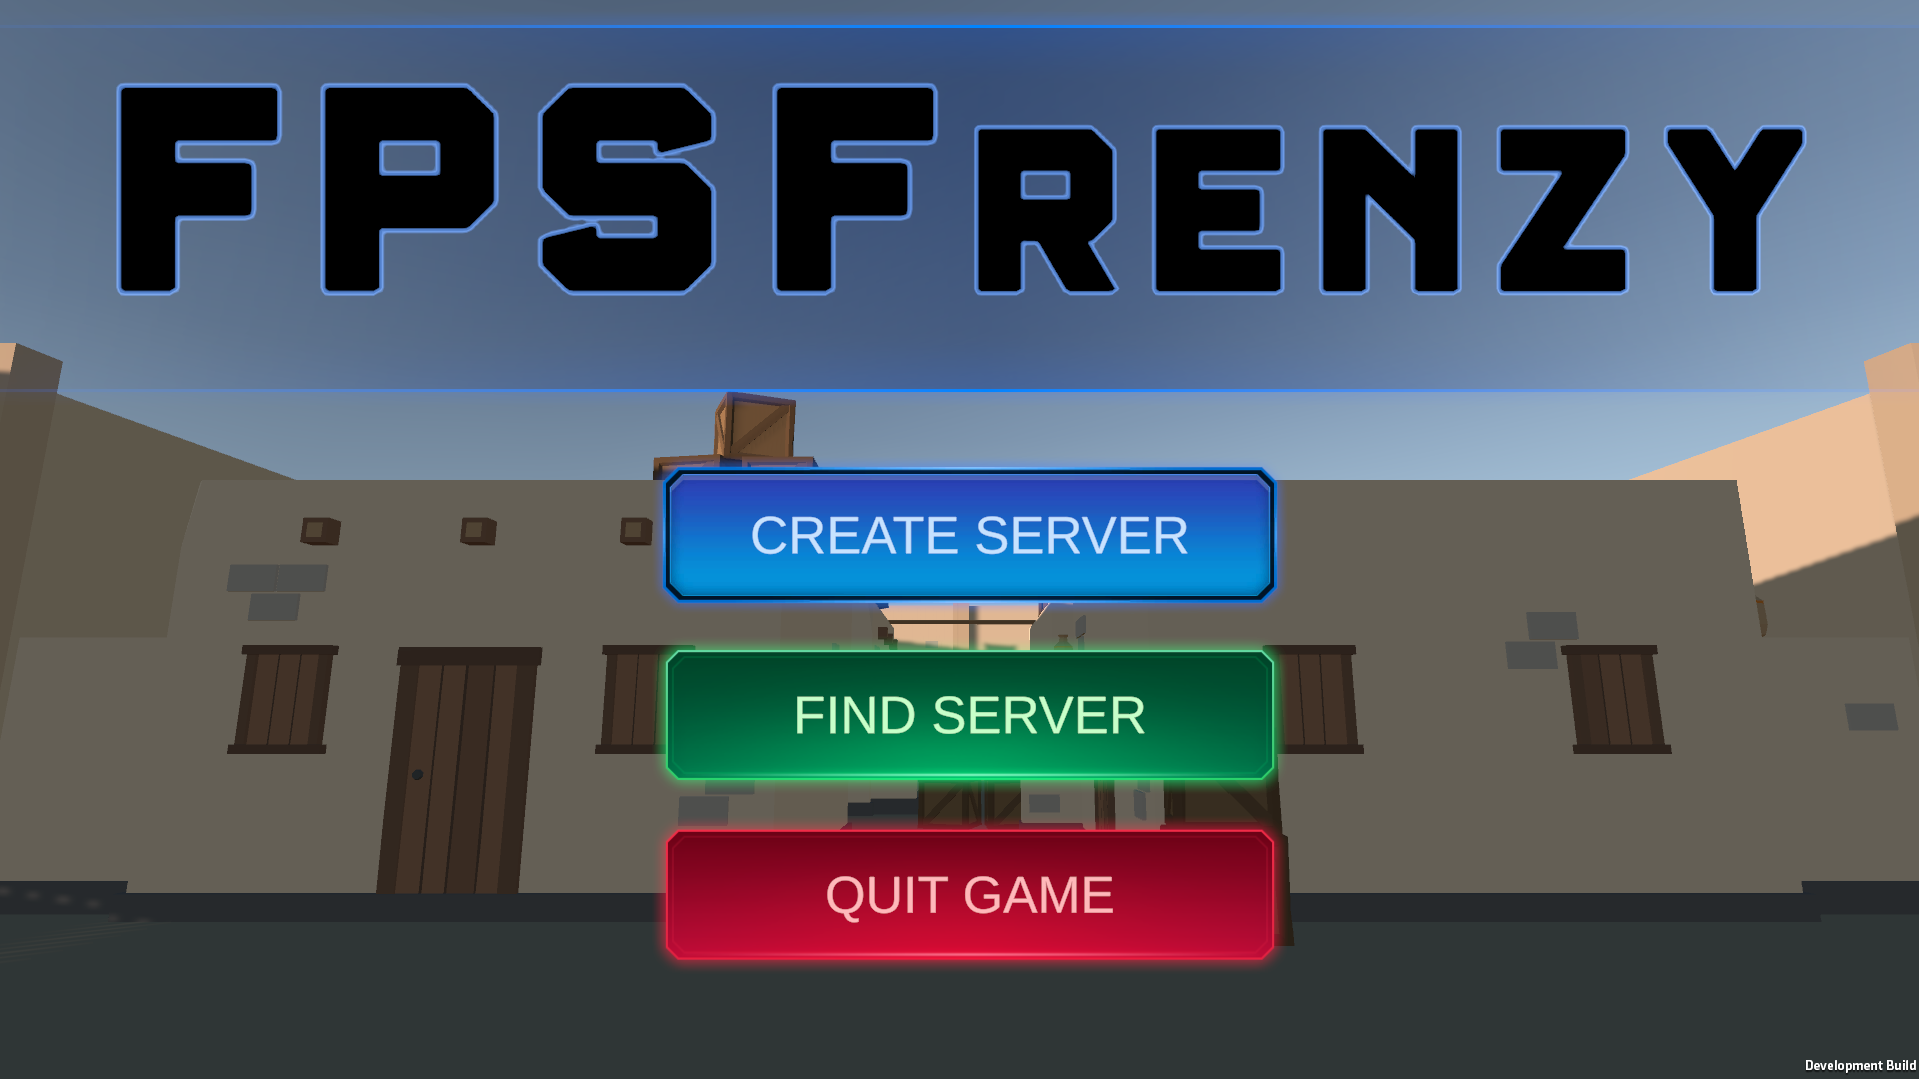 FPSFRENZY
CREATE SERVER
FIND SERVER
QUIT GAME
Development Build